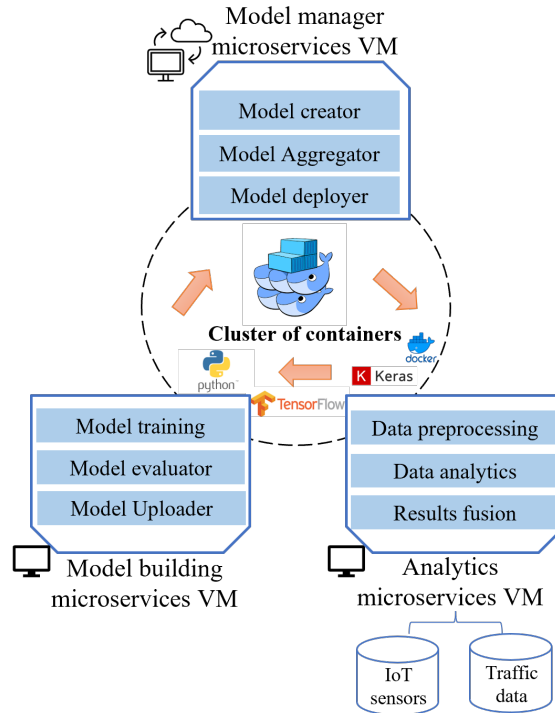 Model manager
microservices VM
Model creator
Model Aggregator
Model deployer
Cluster of containers
docker
python
K Keras
TensorFlow
Model training
Model evaluator
Model Uploader
Data preprocessing
Data analytics
Results fusion
Model building
microservices VM
Analytics
microservices VM
IoT
sensors
Traffic
data